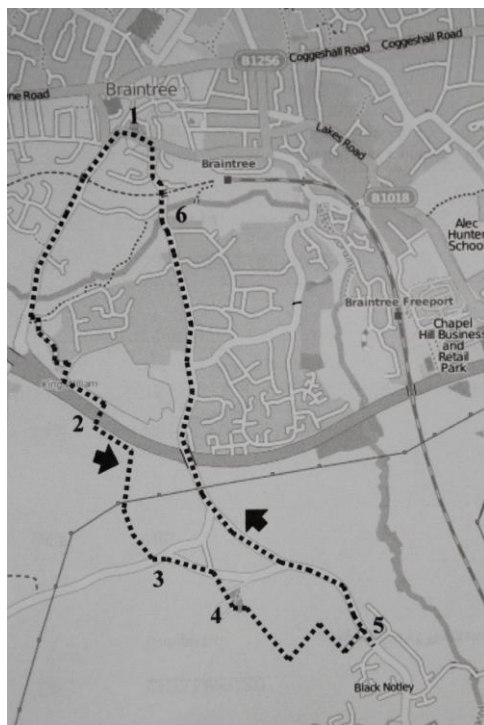 Coggeshall Road
Coggeshall Road
B1256
ne Road
Braintree
1
Lakes Road
Braintree
B1018
6
Alec
Hunter
School
Braintree Freeport
Chapel
Hill Business
and
Retail
Park
2
3
4
5
Black Notley